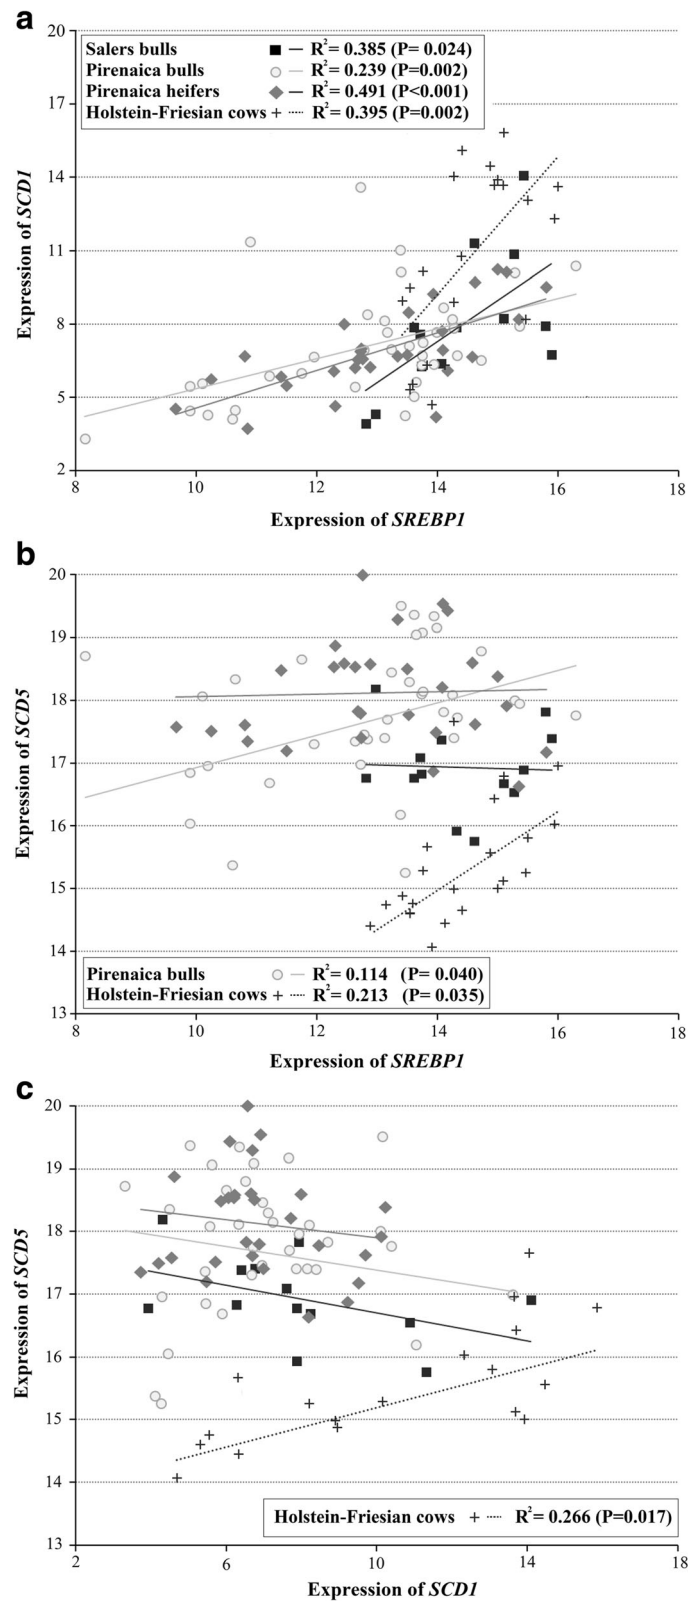 a
20
17
14
11
8
5
2
Expression of SCD1
Salers bulls R²= 0.385 (P= 0.024)
Pirenaica bulls R²= 0.239 (P=0.002)
Pirenaica heifers R²= 0.491 (P<0.001)
Holstein-Friesian cows R²= 0.395 (P=0.002)
8 10 12 14 16 18
Expression of SREBP1
b
20
19
18
17
16
15
14
13
Expression of SCD5
Pirenaica bulls R²= 0.114 (P= 0.040)
Holstein-Friesian cows R²= 0.213 (P= 0.035)
8 10 12 14 16 18
Expression of SREBP1
c
20
19
18
17
16
15
14
13
Expression of SCD5
Holstein-Friesian cows R²= 0.266 (P=0.017)
2 6 10 14 18
Expression of SCD1